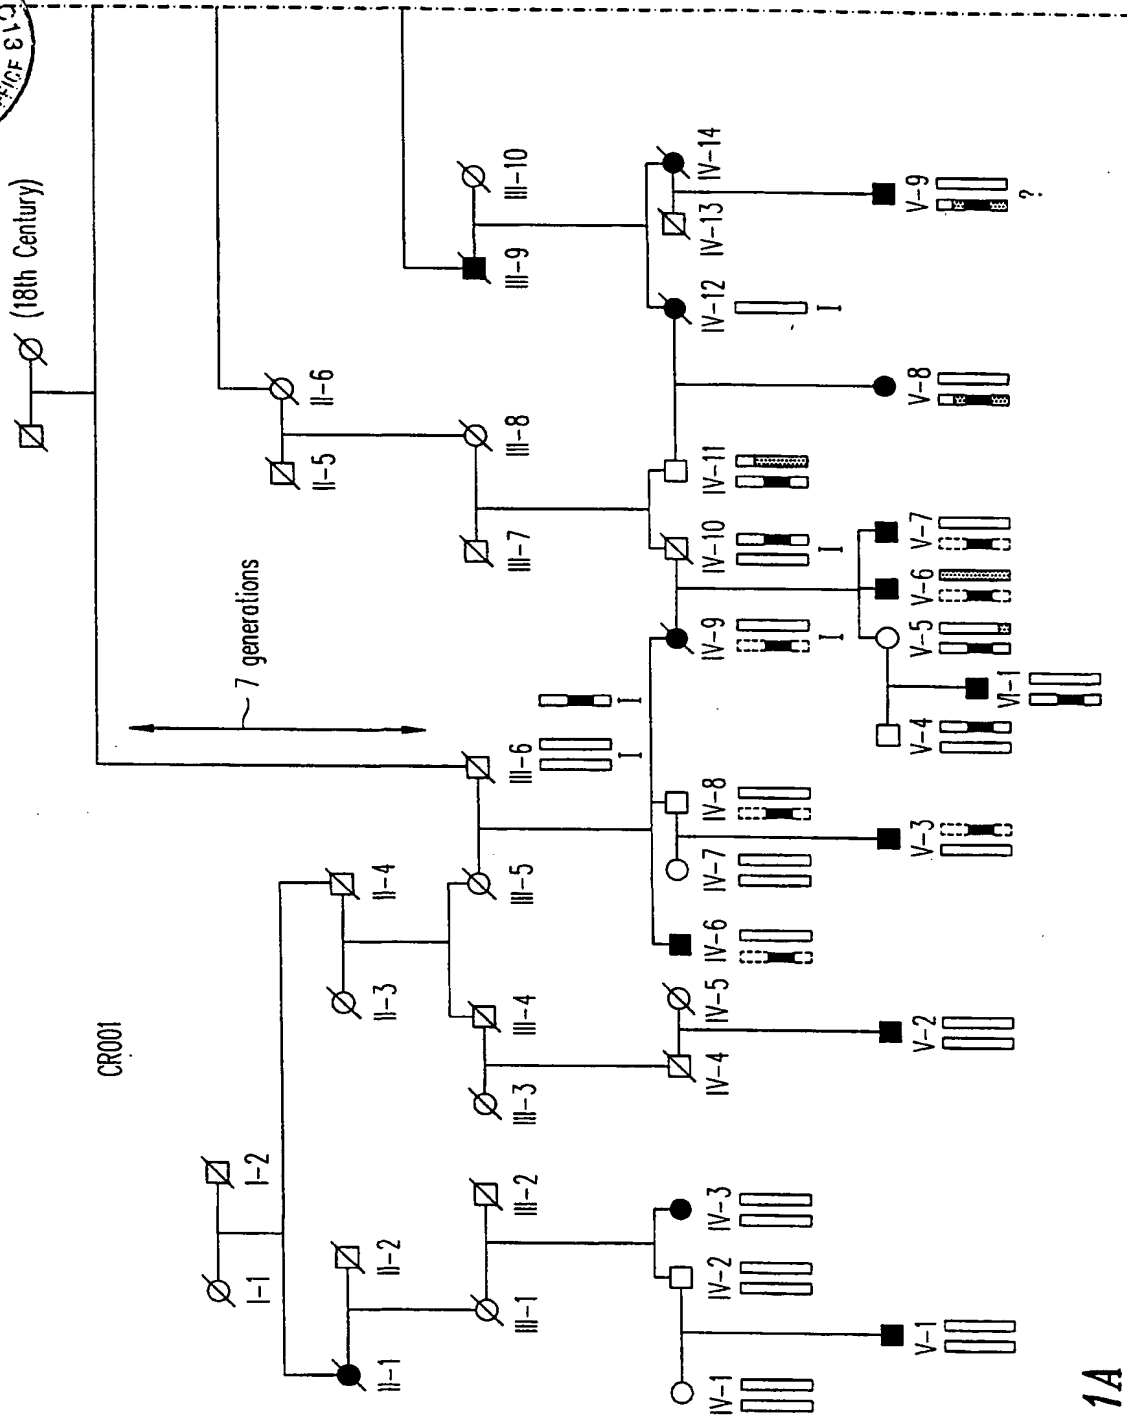 (18th Century)
CR001
I-1 I-2 7 generations
II-1 II-2 II-3 II-4 II-5 II-6
III-1 III-2 III-3 III-4 III-5 III-6 III-7 III-8 III-9 III-10
I I
IV-1 IV-2 IV-3 IV-4 IV-5 IV-6 IV-7 IV-8 IV-9 IV-10 IV-11 IV-12 IV-13 IV-14
I I I
V-1 V-2 V-3 V-4 V-5 V-6 V-7 V-8 V-9
VI-1 ?
1A